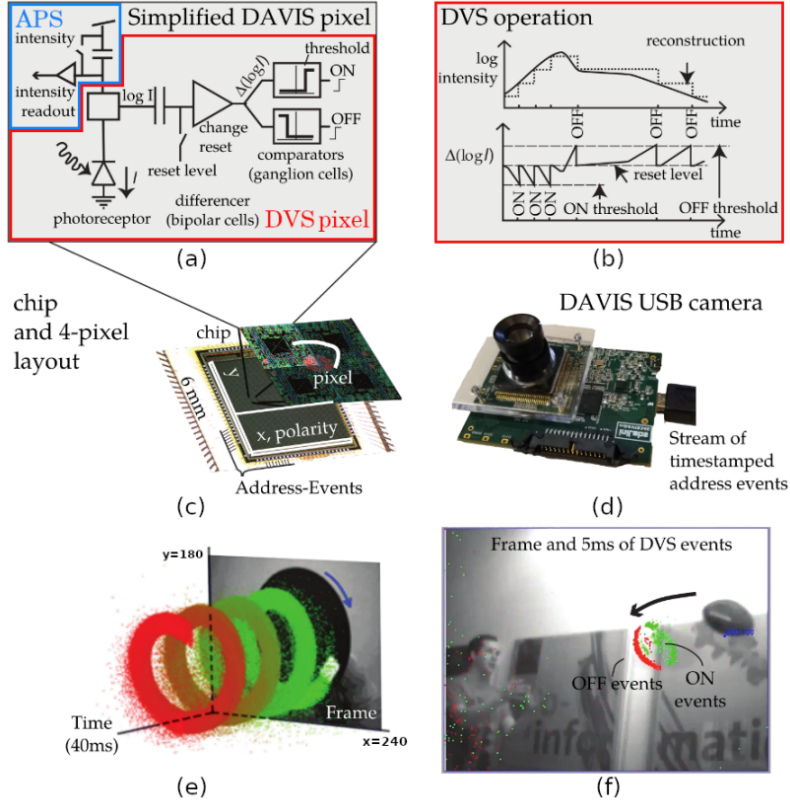 APS
Simplified DAVIS pixel
intensity
intensity
readout
log I
Δ(logI)
threshold
ON
OFF
change
reset
comparators
(ganglion cells)
reset level
I
photoreceptor
differencer
(bipolar cells)
DVS pixel
(a)
DVS operation
log
intensity
reconstruction
OFF
OFF
OFF
time
Δ(logI)
reset level
ON
ON
ON
ON threshold
OFF threshold
time
(b)
chip
and 4-pixel
layout
chip
pixel
y
6 mm
x, polarity
Address-Events
(c)
DAVIS USB camera
Stream of
timestamped
address events
(d)
y=180
Frame
Time
(40ms)
x=240
(e)
Frame and 5ms of DVS events
OFF events
ON
events
(f)